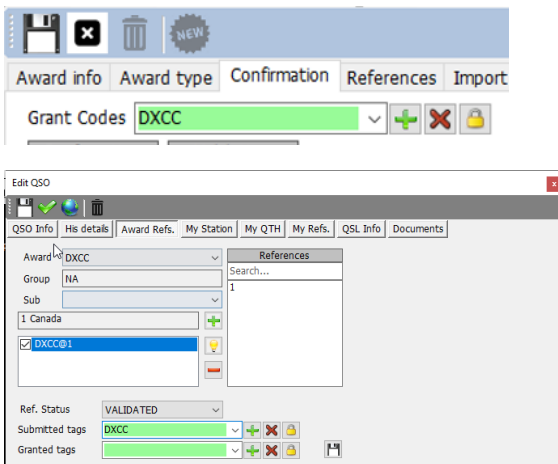 NEW
Award info Award type Confirmation References Import
Grant Codes DXCC
Edit QSO
x
QSO Info His details Award Refs. My Station My QTH My Refs. QSL Info Documents
Award DXCC References
Group NA Search...
Sub 1
1 Canada
DXCC@1
Ref. Status VALIDATED
Submitted tags DXCC
Granted tags